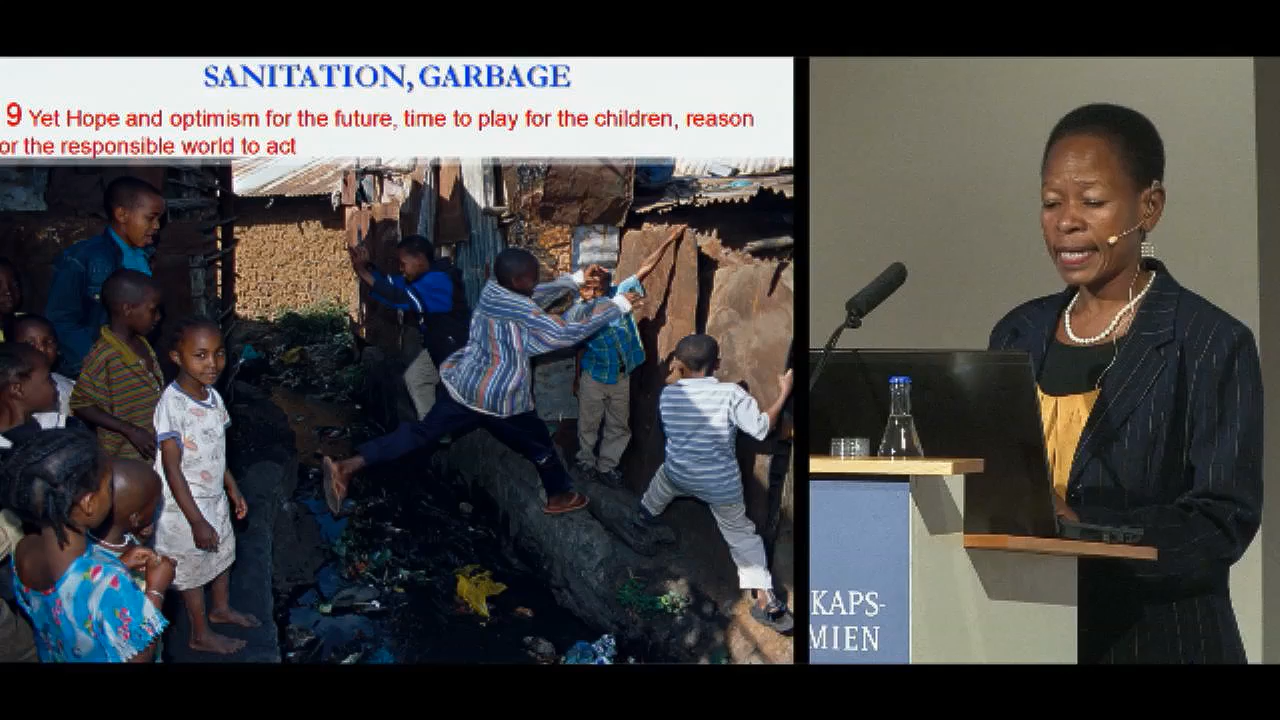 SANITATION, GARBAGE
9 Yet Hope and optimism for the future, time to play for the children, reason
or the responsible world to act
KAPS-
MIEN